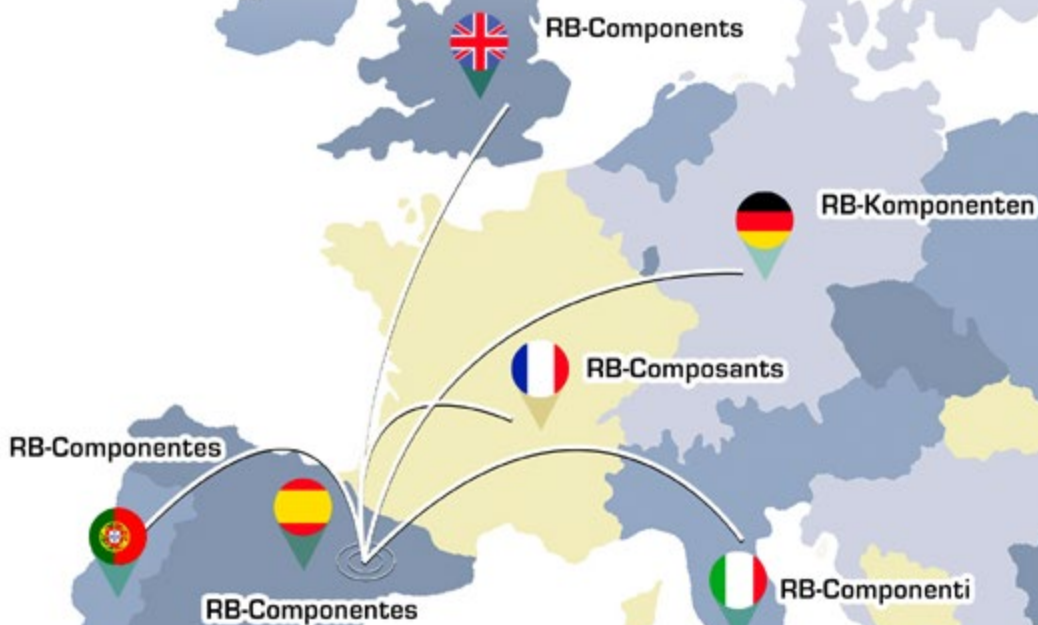 RB-Components
RB-Komponenten
RB-Composants
RB-Componentes
RB-Componenti
RB-Componentes